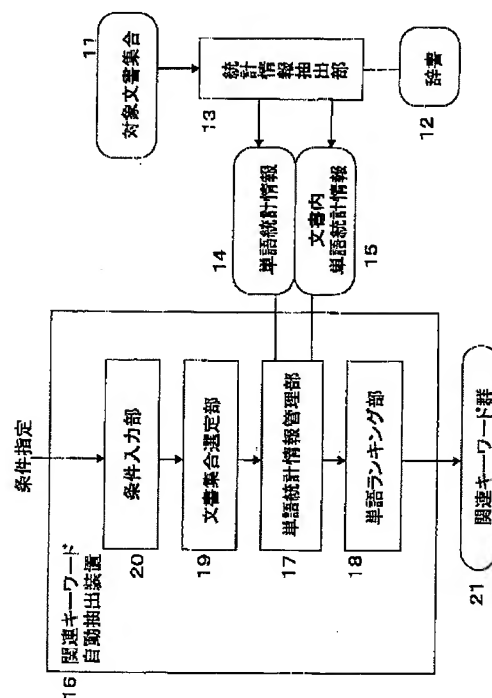 条件指定
16 関連キーワード
自動抽出装置
条件入力部
20
文書集合選定部
19
単語統計情報管理部
17
単語ランキング部
18
関連キーワード群
21
14
単語統計情報
文書内
単語統計情報
15
11
対象文書集合
13
統計情報抽出部
辞書
12